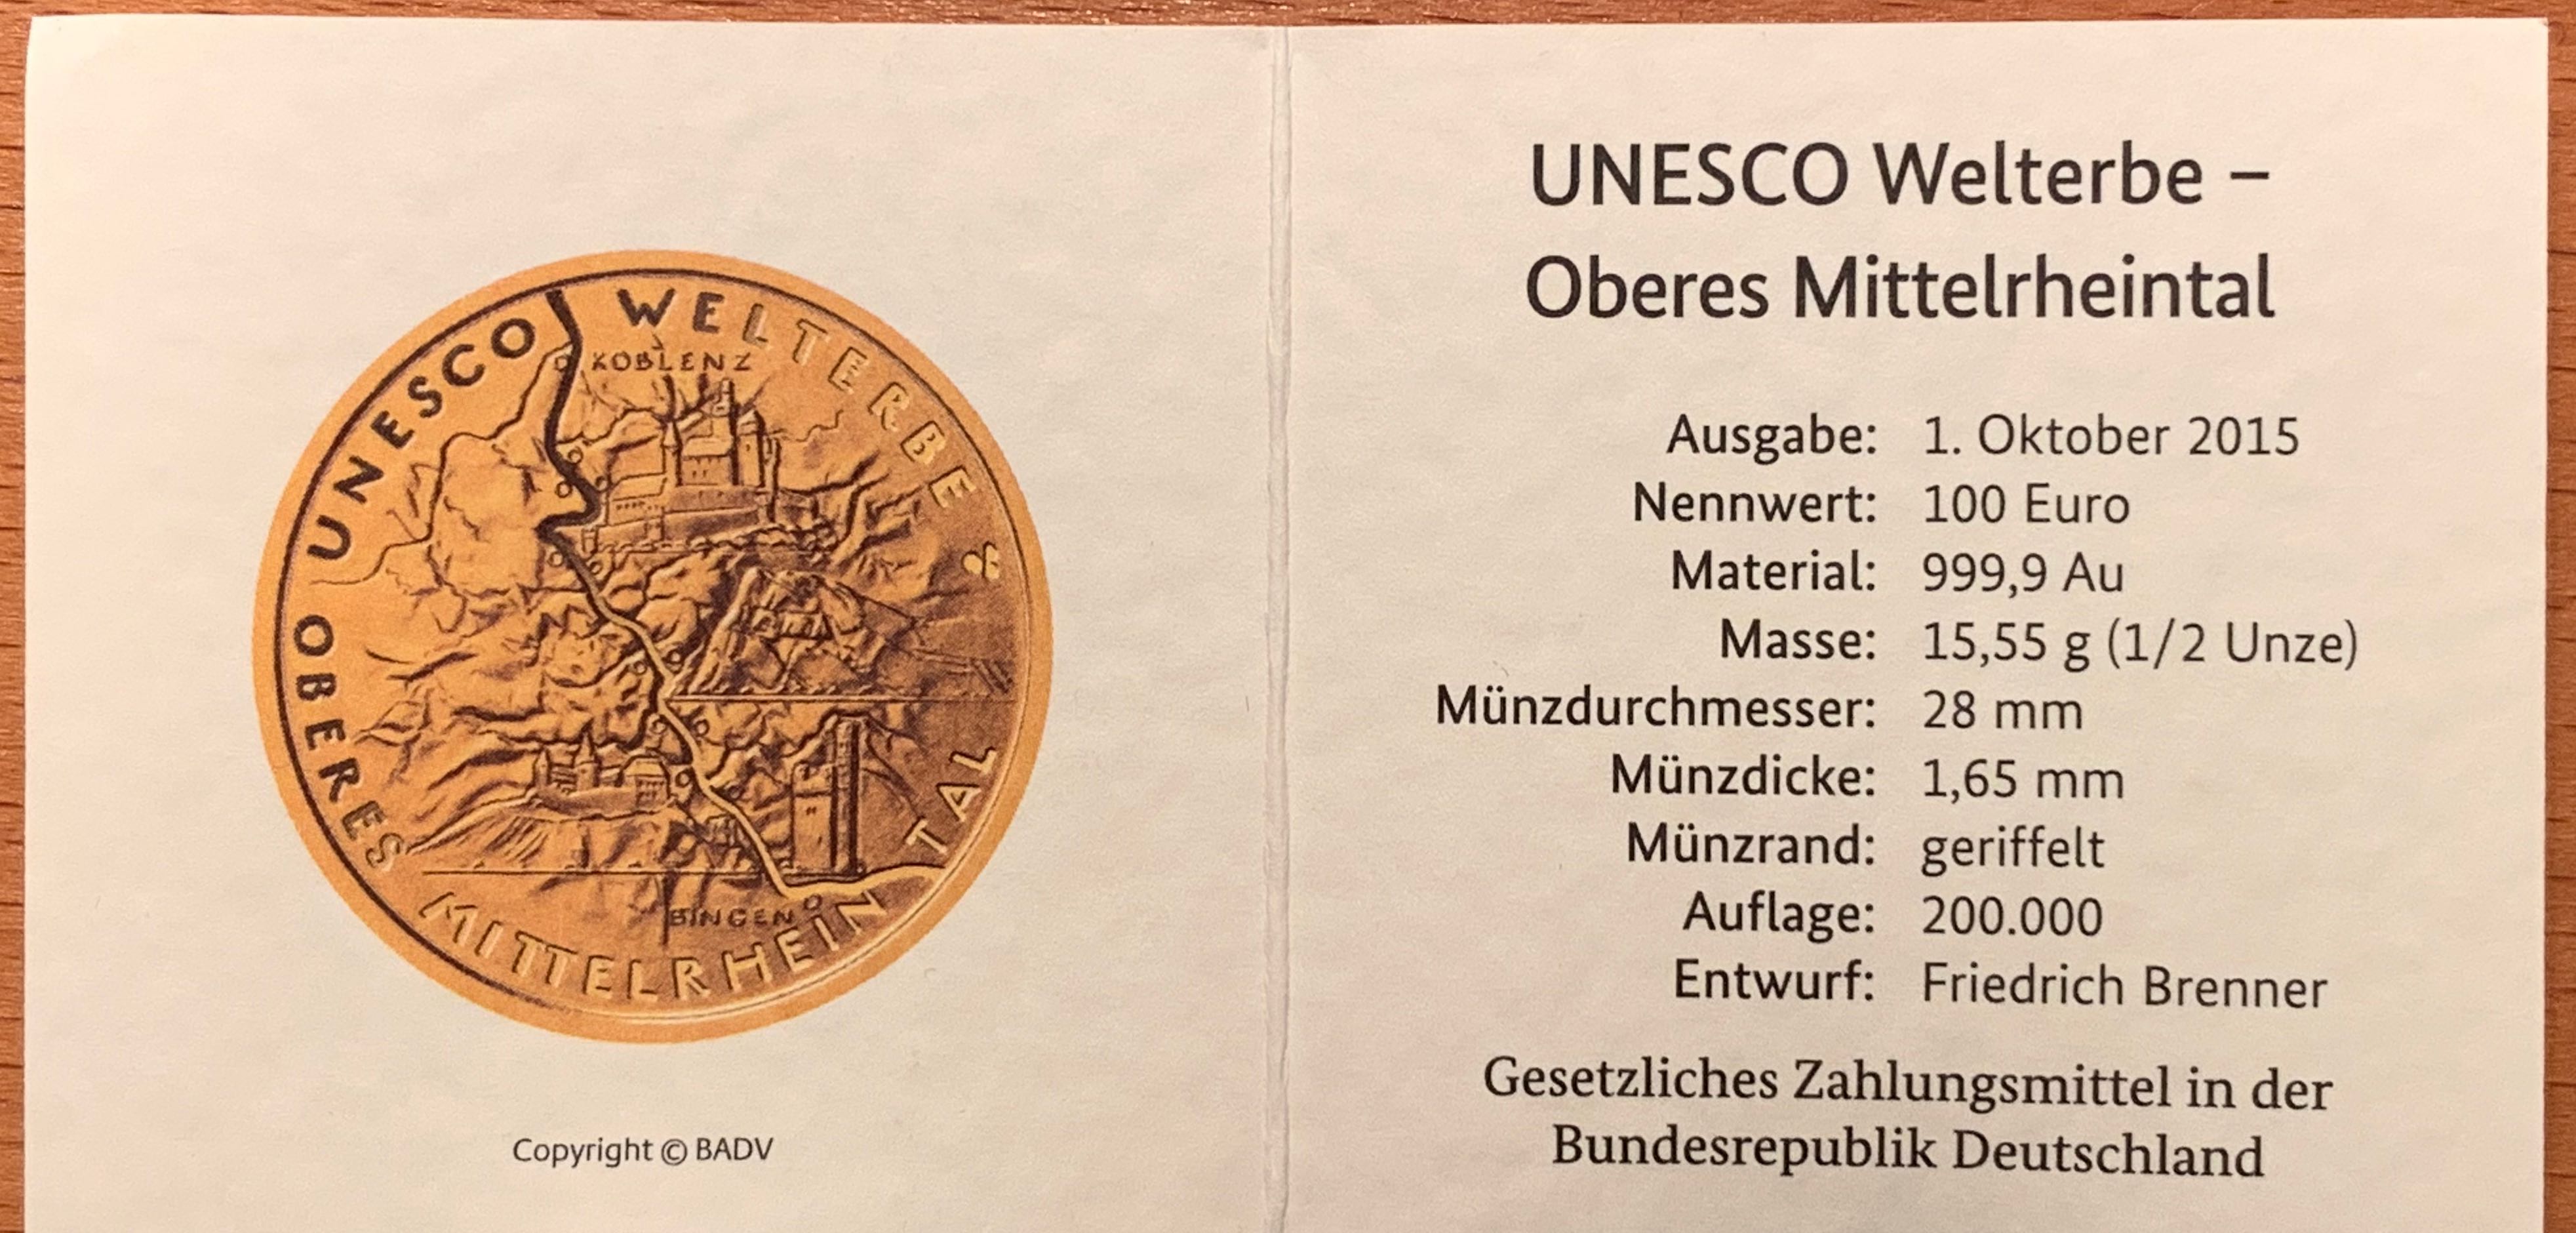 UNESCO WELTERBE
OBERES MITTELRHEINTAL
KOBLENZ
BINGEN
Copyright © BADV
UNESCO Welterbe –
Oberes Mittelrheintal
Ausgabe: 1. Oktober 2015
Nennwert: 100 Euro
Material: 999,9 Au
Masse: 15,55 g (1/2 Unze)
Münzdurchmesser: 28 mm
Münzdicke: 1,65 mm
Münzrand: geriffelt
Auflage: 200.000
Entwurf: Friedrich Brenner
Gesetzliches Zahlungsmittel in der
Bundesrepublik Deutschland